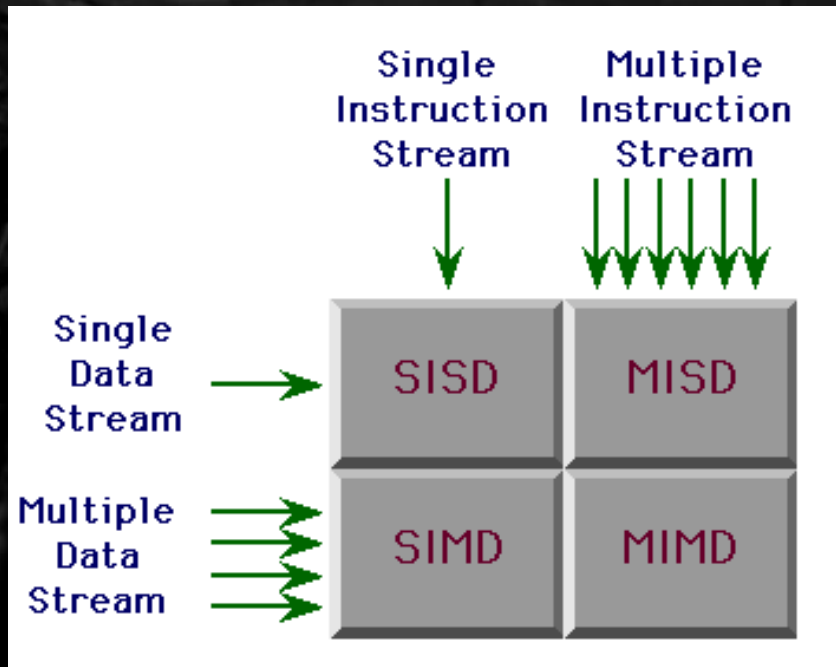 Single
Instruction
Stream
Multiple
Instruction
Stream
Single
Data
Stream
SISD
MISD
Multiple
Data
Stream
SIMD
MIMD